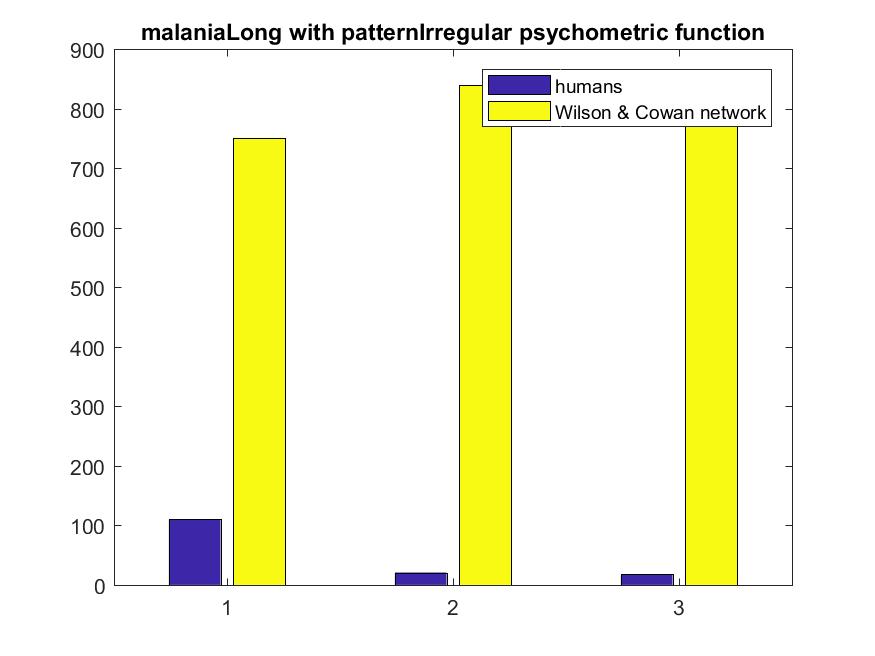 malaniaLong with patternIrregular psychometric function
900
800
700
600
500
400
300
200
100
0
humans
Wilson & Cowan network
1 2 3